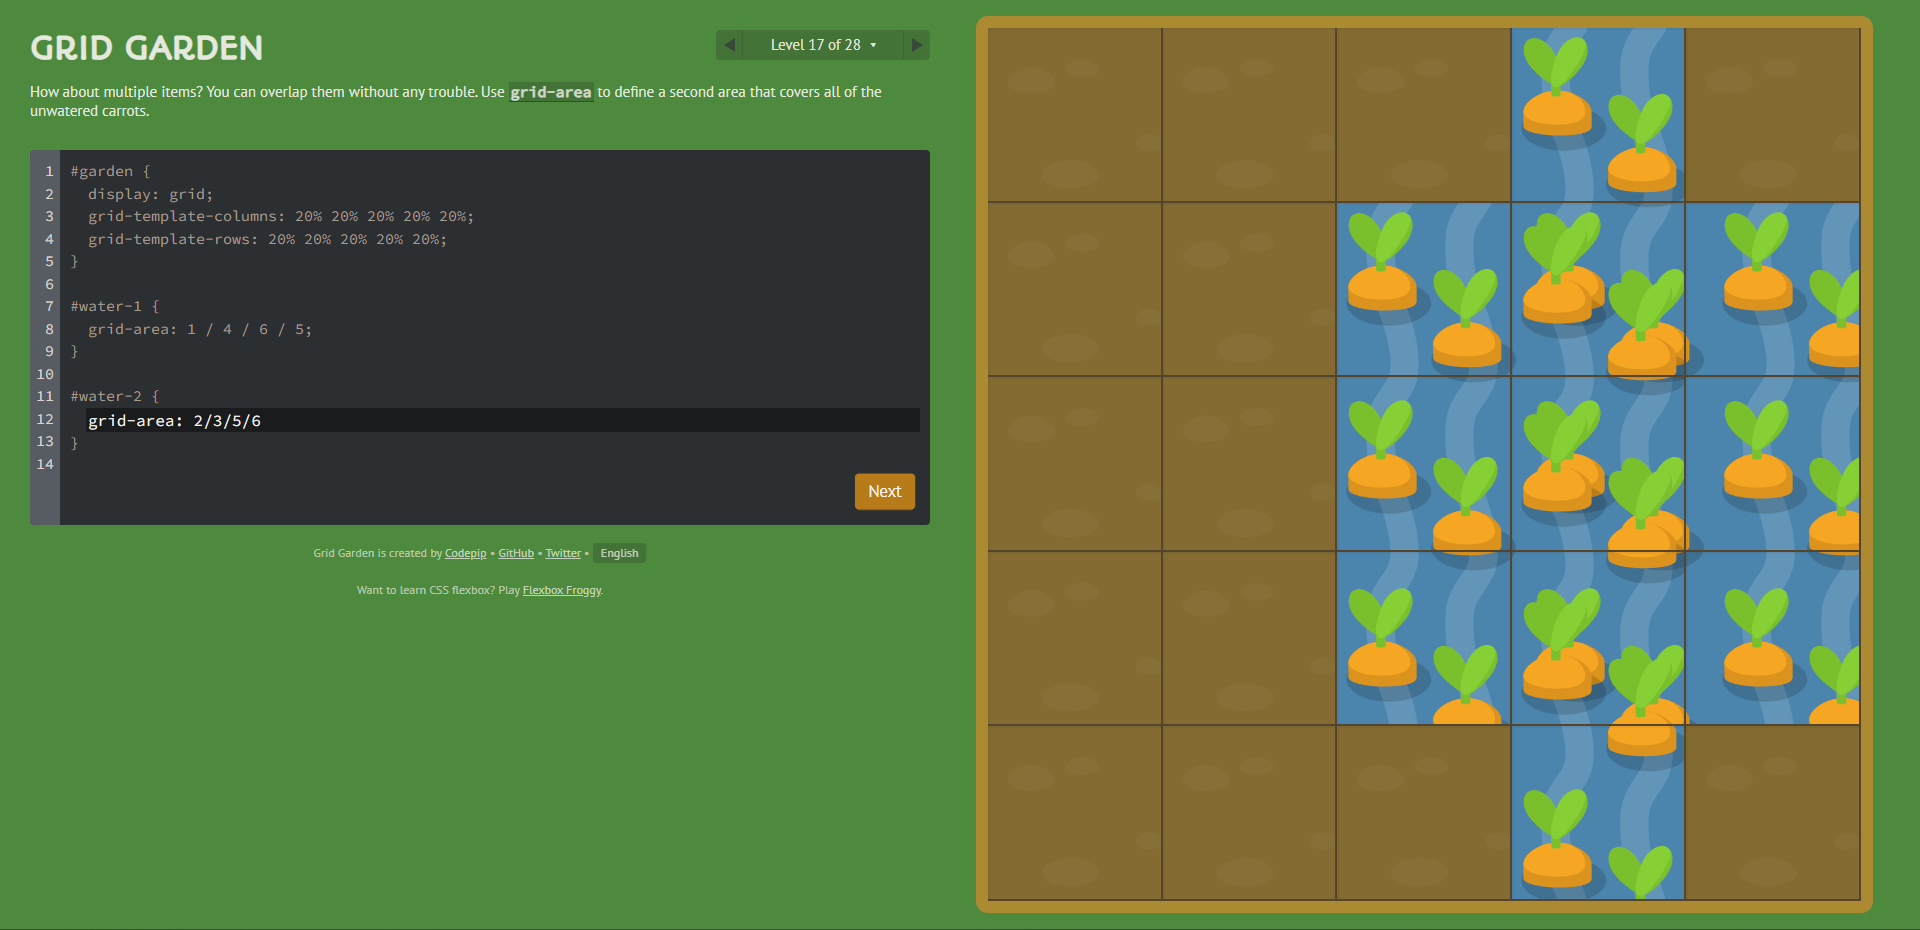 GRID GARDEN
Level 17 of 28
How about multiple items? You can overlap them without any trouble. Use grid-area to define a second area that covers all of the
unwatered carrots.
1 #garden {
2 display: grid;
3 grid-template-columns: 20% 20% 20% 20% 20%;
4 grid-template-rows: 20% 20% 20% 20% 20%;
5 }
6
7 #water-1 {
8 grid-area: 1 / 4 / 6 / 5;
9 }
10
11 #water-2 {
12 grid-area: 2/3/5/6
13 }
14
Next
Grid Garden is created by Codepip • GitHub • Twitter • English
Want to learn CSS flexbox? Play Flexbox Froggy.